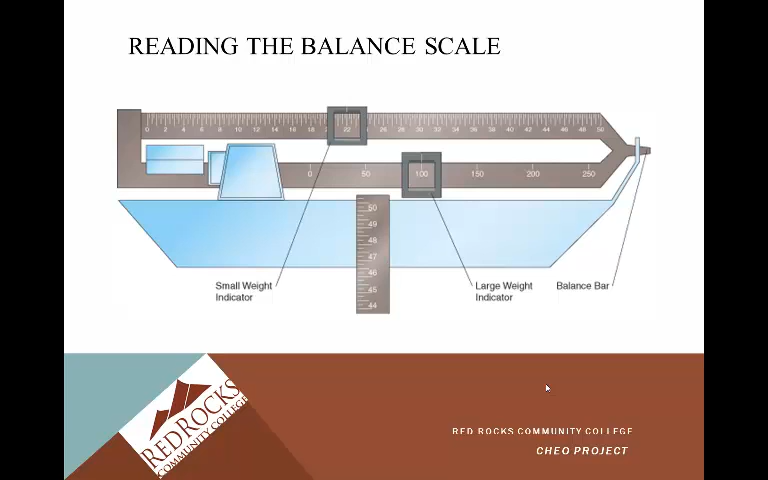 READING THE BALANCE SCALE
0 2 4 6 8 10 12 14 16 18 22 26 28 30 32 34 36 38 40 42 44 46 48 50
0 50 100 150 200 250
50
49
48
47
46
45
44
Small Weight
Indicator
Large Weight
Indicator
Balance Bar
RED ROCKS
COMMUNITY COLLEGE
RED ROCKS COMMUNITY COLLEGE
CHEO PROJECT